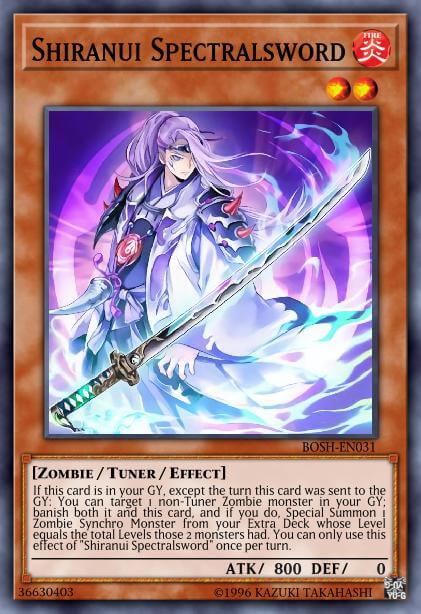 SHIRANUI SPECTRALSWORD
FIRE
炎
BOSH-EN031
[ZOMBIE / TUNER / EFFECT]
If this card is in your GY, except the turn this card was sent to
the GY: You can target 1 non-Tuner Zombie monster in your GY;
banish both it and this card, and if you do, Special Summon 1
Zombie Synchro Monster from your Extra Deck whose Level
equals the total Levels those 2 monsters had. You can only use this
effect of "Shiranui Spectralsword" once per turn.
ATK/ 800 DEF/ 0
36630403
©1996 KAZUKI TAKAHASHI